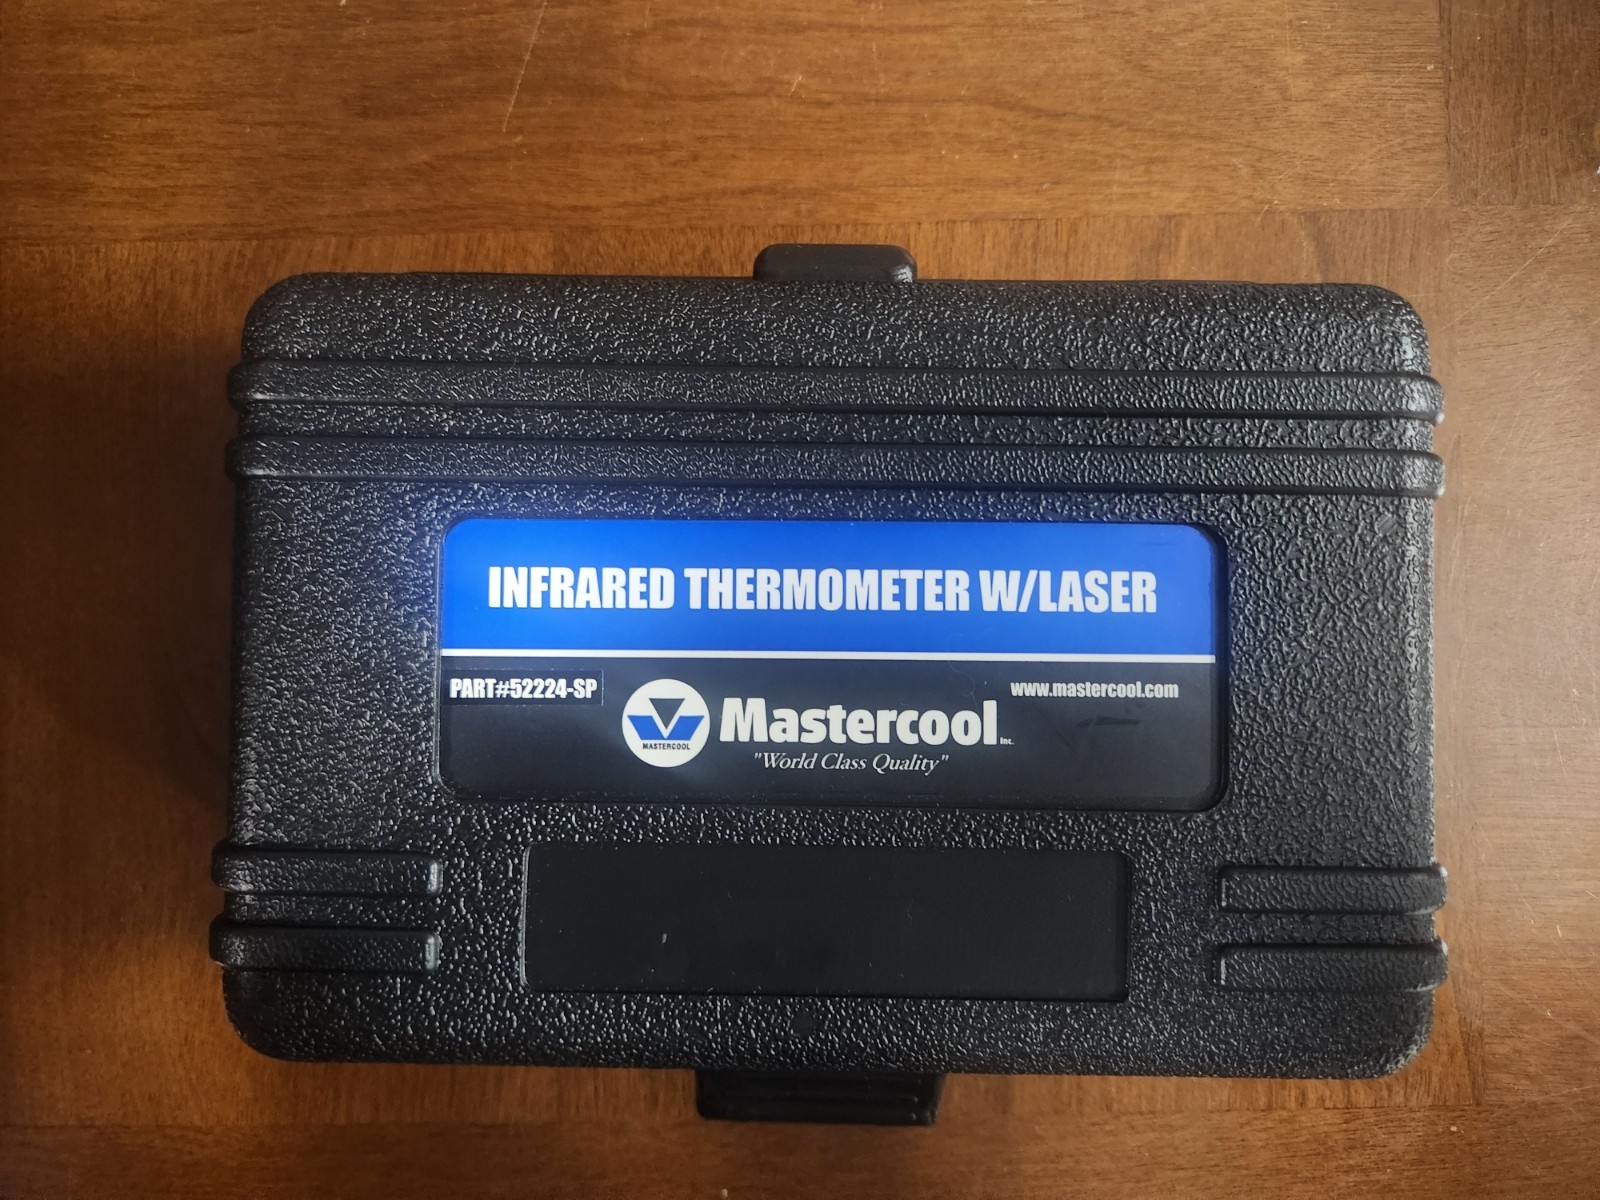 INFRARED THERMOMETER W/LASER
PART#52224-SP
www.mastercool.com
MASTERCOOL
Mastercool Inc.
"World Class Quality"